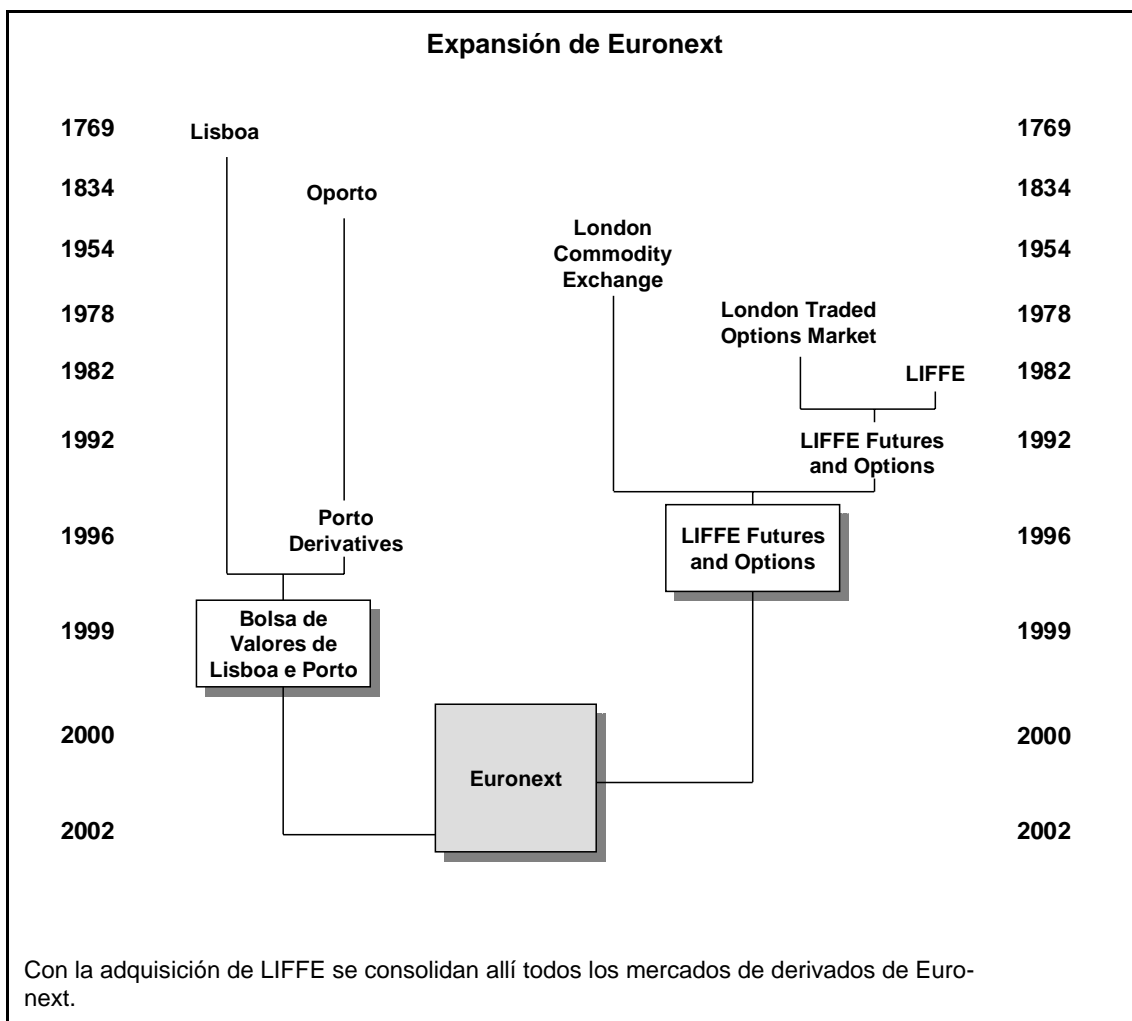 Expansión de Euronext
1769 Lisboa 1769
1834 Oporto 1834
London
1954 Commodity 1954
Exchange
1978 London Traded 1978
Options Market
1982 LIFFE 1982
1992 LIFFE Futures 1992
and Options
Porto
1996 Derivatives LIFFE Futures 1996
and Options
Bolsa de
1999 Valores de 1999
Lisboa e Porto
2000 2000
Euronext
2002 2002
Con la adquisición de LIFFE se consolidan allí todos los mercados de derivados de Euro-
next.